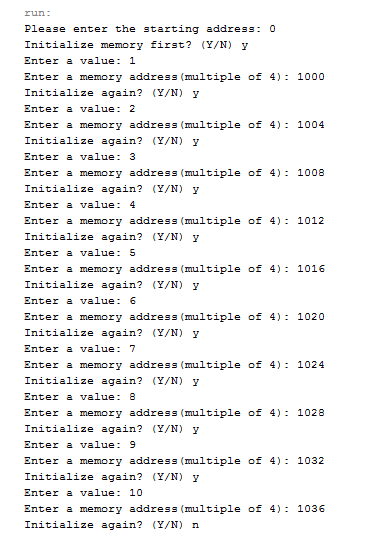 run:
Please enter the starting address: 0
Initialize memory first? (Y/N) y
Enter a value: 1
Enter a memory address(multiple of 4): 1000
Initialize again? (Y/N) y
Enter a value: 2
Enter a memory address(multiple of 4): 1004
Initialize again? (Y/N) y
Enter a value: 3
Enter a memory address(multiple of 4): 1008
Initialize again? (Y/N) y
Enter a value: 4
Enter a memory address(multiple of 4): 1012
Initialize again? (Y/N) y
Enter a value: 5
Enter a memory address(multiple of 4): 1016
Initialize again? (Y/N) y
Enter a value: 6
Enter a memory address(multiple of 4): 1020
Initialize again? (Y/N) y
Enter a value: 7
Enter a memory address(multiple of 4): 1024
Initialize again? (Y/N) y
Enter a value: 8
Enter a memory address(multiple of 4): 1028
Initialize again? (Y/N) y
Enter a value: 9
Enter a memory address(multiple of 4): 1032
Initialize again? (Y/N) y
Enter a value: 10
Enter a memory address(multiple of 4): 1036
Initialize again? (Y/N) n